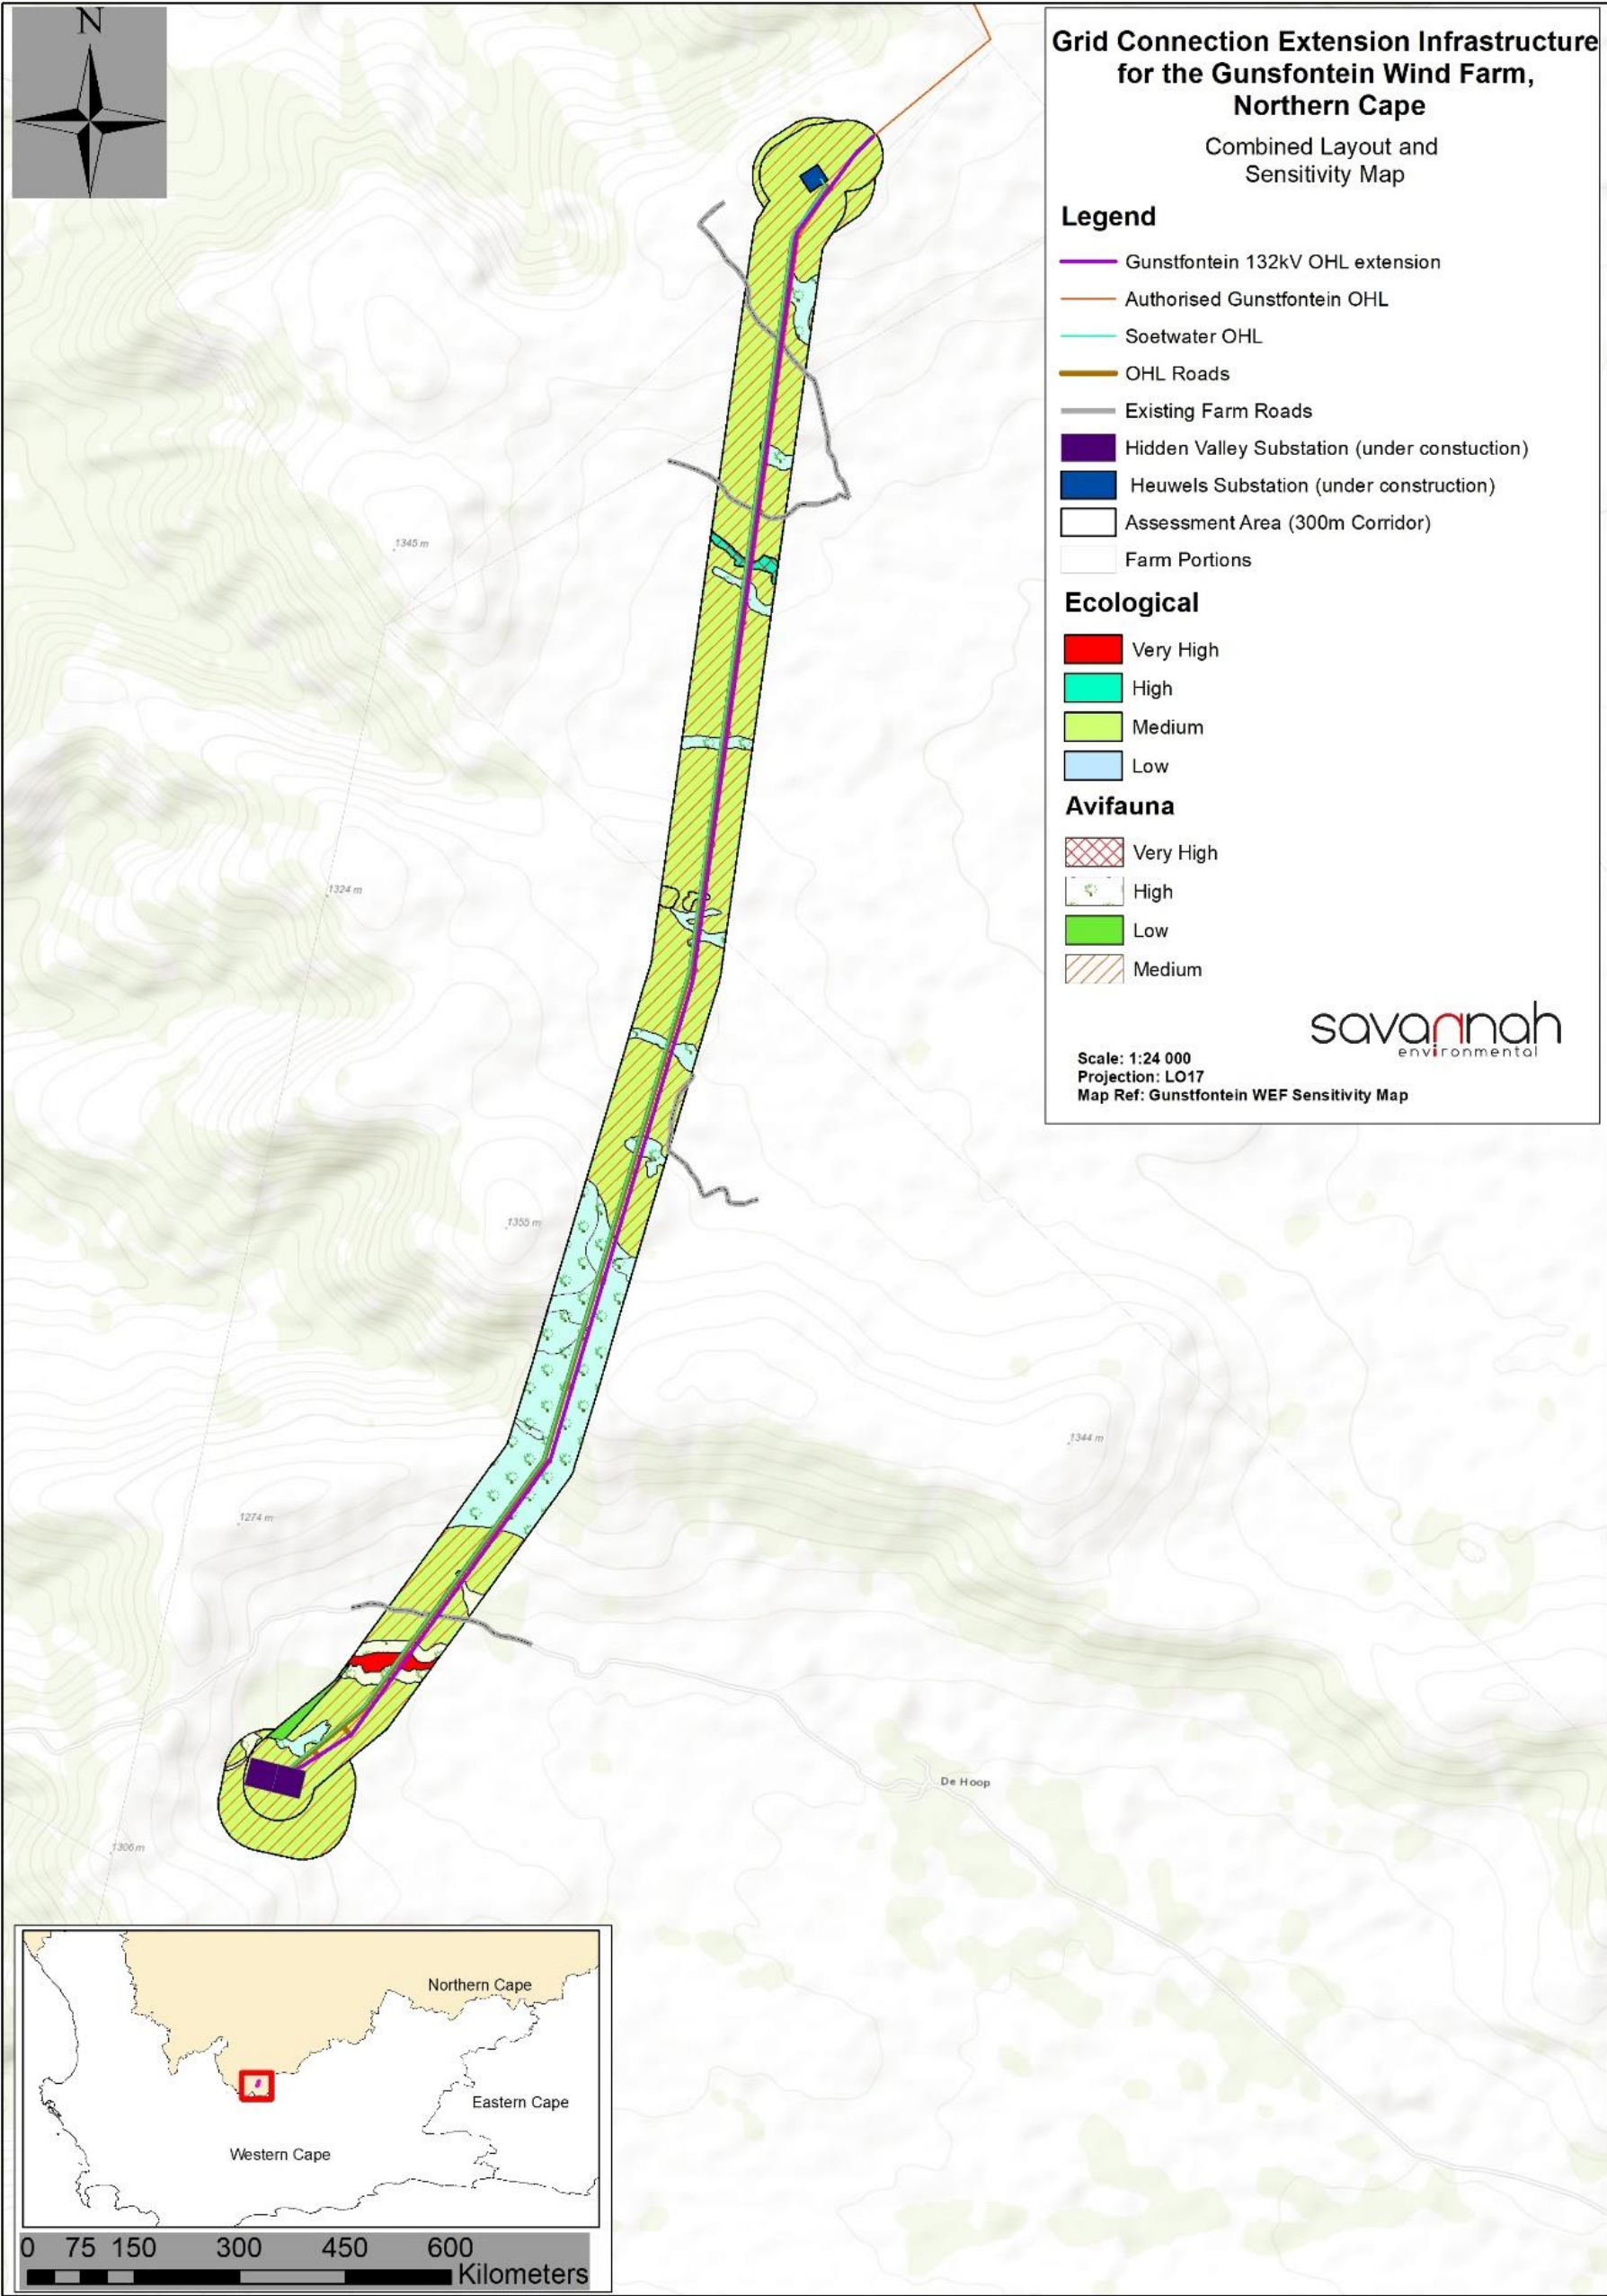 N
Grid Connection Extension Infrastructure
for the Gunsfontein Wind Farm,
Northern Cape
Combined Layout and
Sensitivity Map
Legend
Gunstfontein 132kV OHL extension
Authorised Gunstfontein OHL
Soetwater OHL
OHL Roads
Existing Farm Roads
Hidden Valley Substation (under constuction)
Heuwels Substation (under construction)
Assessment Area (300m Corridor)
Farm Portions
Ecological
Very High
High
Medium
Low
Avifauna
Very High
High
Low
Medium
savannah
environmental
Scale: 1:24 000
Projection: LO17
Map Ref: Gunstfontein WEF Sensitivity Map
1345 m
1324 m
1355 m
1344 m
1274 m
De Hoop
1306 m
Northern Cape
Eastern Cape
Western Cape
0 75 150 300 450 600
Kilometers